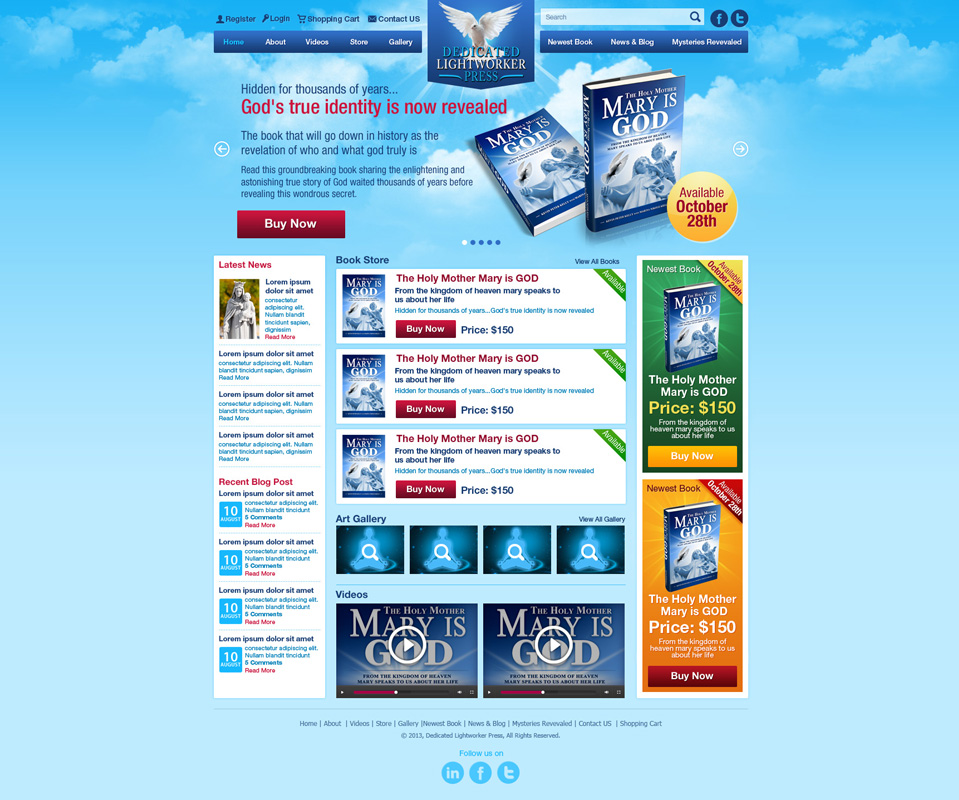 Register Login Shopping Cart Contact US
Search
DEDICATED
LIGHTWORKER
PRESS
Home About Videos Store Gallery
Newest Book News & Blog Mysteries Revevaled
Hidden for thousands of years...
God's true identity is now revealed
The book that will go down in history as the
revelation of who and what god truly is
Read this groundbreaking book sharing the enlightening and
astonishing true story of God waited thousands of years before
revealing this wondrous secret.
Buy Now
THE HOLY MOTHER
MARY IS
GOD
THE HOLY MOTHER
MARY IS
GOD
FROM THE KINGDOM OF HEAVEN
MARY SPEAKS TO US ABOUT HER LIFE
Available
October
28th
Latest News
Lorem ipsum
dolor sit amet
consectetur
adipiscing elit.
Nullam blandit
tincidunt sapien,
dignissim
Read More
Lorem ipsum dolor sit amet
consectetur adipiscing elit. Nullam
blandit tincidunt sapien, dignissim
Read More
Lorem ipsum dolor sit amet
consectetur adipiscing elit. Nullam
blandit tincidunt sapien, dignissim
Read More
Lorem ipsum dolor sit amet
consectetur adipiscing elit. Nullam
blandit tincidunt sapien, dignissim
Read More
Recent Blog Post
Lorem ipsum dolor sit amet
10
AUGUST
consectetur adipiscing elit.
Nullam blandit tincidunt
5 Comments
Read More
Lorem ipsum dolor sit amet
10
AUGUST
consectetur adipiscing elit.
Nullam blandit tincidunt
5 Comments
Read More
Lorem ipsum dolor sit amet
10
AUGUST
consectetur adipiscing elit.
Nullam blandit tincidunt
5 Comments
Read More
Lorem ipsum dolor sit amet
10
AUGUST
consectetur adipiscing elit.
Nullam blandit tincidunt
5 Comments
Read More
Book Store View All Books
MARY IS
GOD
The Holy Mother Mary is GOD
From the kingdom of heaven mary speaks to
us about her life
Hidden for thousands of years...God's true identity is now revealed
Buy Now Price: $150
Available
MARY IS
GOD
The Holy Mother Mary is GOD
From the kingdom of heaven mary speaks to
us about her life
Hidden for thousands of years...God's true identity is now revealed
Buy Now Price: $150
Available
MARY IS
GOD
The Holy Mother Mary is GOD
From the kingdom of heaven mary speaks to
us about her life
Hidden for thousands of years...God's true identity is now revealed
Buy Now Price: $150
Available
Art Gallery View All Gallery
Videos
THE HOLY MOTHER
MARY IS
GOD
FROM THE KINGDOM OF HEAVEN
MARY SPEAKS TO US ABOUT HER LIFE
THE HOLY MOTHER
MARY IS
GOD
FROM THE KINGDOM OF HEAVEN
MARY SPEAKS TO US ABOUT HER LIFE
Newest Book
Available
October 28th
MARY IS
GOD
The Holy Mother
Mary is GOD
Price: $150
From the kingdom of
heaven mary speaks to us
about her life
Buy Now
Newest Book
Available
October 28th
MARY IS
GOD
The Holy Mother
Mary is GOD
Price: $150
From the kingdom of
heaven mary speaks to us
about her life
Buy Now
Home | About | Videos | Store | Gallery |Newest Book | News & Blog | Mysteries Revevaled | Contact US | Shopping Cart
© 2013, Dedicated Lightworker Press, All Rights Reserved.
Follow us on